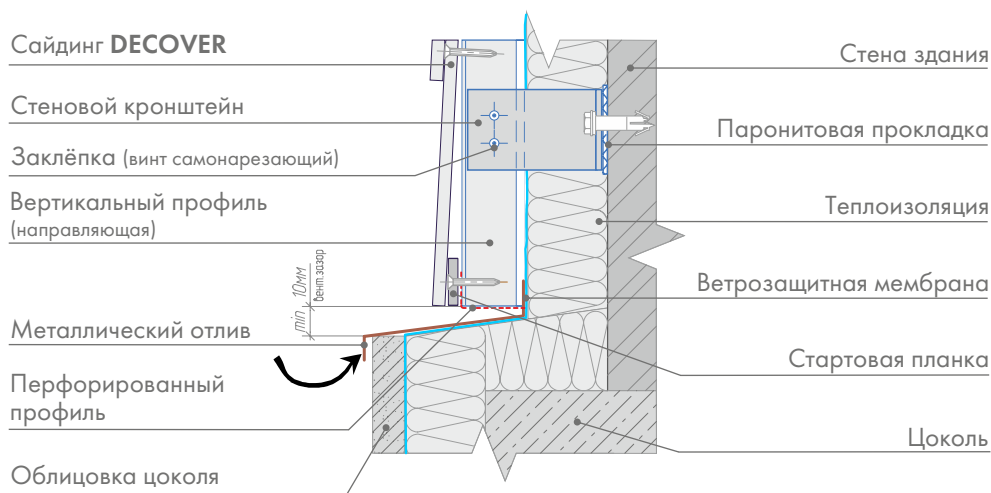 Сайдинг DECOVER
Стеновой кронштейн
Заклёпка (винт самонарезающий)
Вертикальный профиль
(направляющая)
min 10мм
вент.зазор
Металлический отлив
Перфорированный
профиль
Облицовка цоколя
Стена здания
Паронитовая прокладка
Теплоизоляция
Ветрозащитная мембрана
Стартовая планка
Цоколь